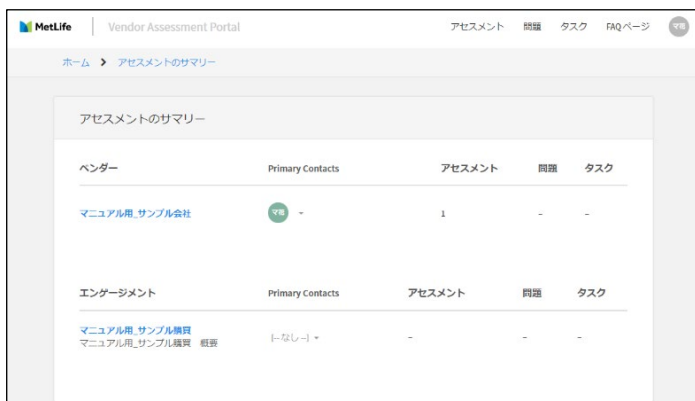 MetLife Vendor Assessment Portal アセスメント 問題 タスク FAQ ページ マ用
ホーム > アセスメントのサマリー
アセスメントのサマリー
ベンダー Primary Contacts アセスメント 問題 タスク
マニュアル用_サンプル会社 マ用 1 - -
エンゲージメント Primary Contacts アセスメント 問題 タスク
マニュアル用_サンプル購買 [--なし--] - - -
マニュアル用_サンプル購買 概要